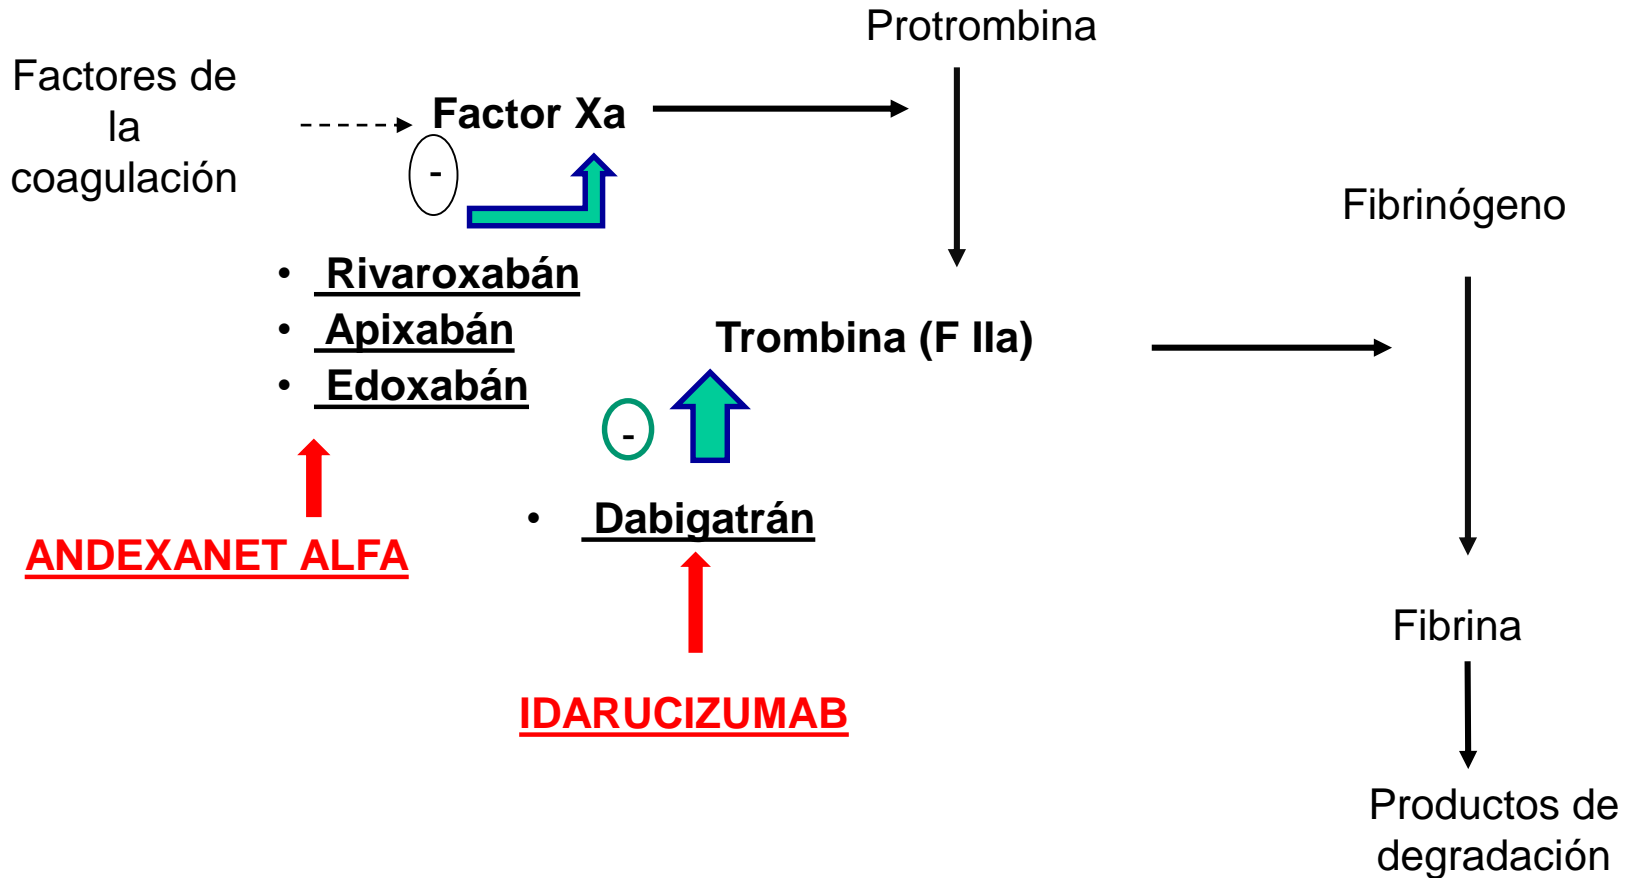 Protrombina
Factores de
la
coagulación
Factor Xa
-
Fibrinógeno
• Rivaroxabán
• Apixabán
• Edoxabán
Trombina (F IIa)
-
• Dabigatrán
ANDEXANET ALFA
Fibrina
IDARUCIZUMAB
Productos de
degradación